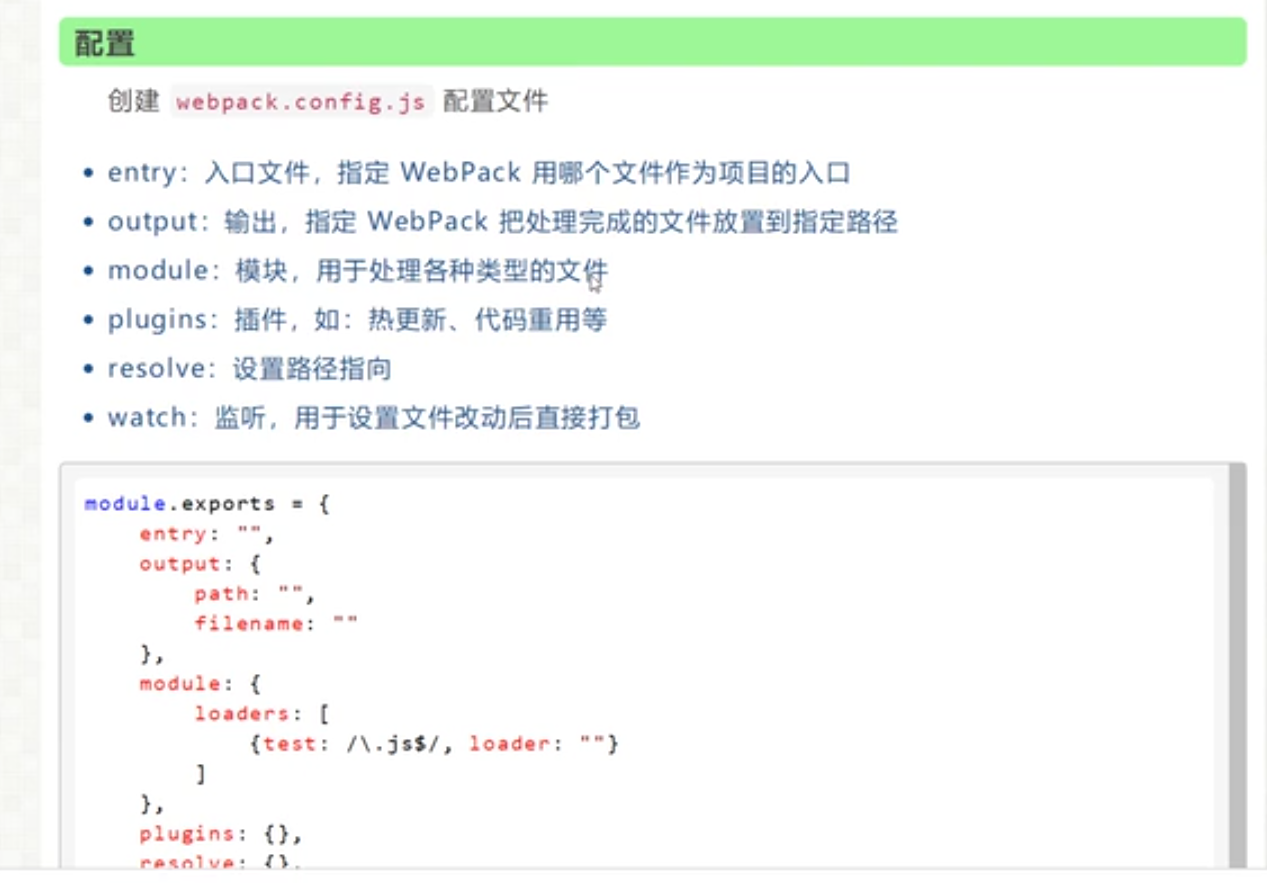 配置
创建 webpack.config.js 配置文件
• entry：入口文件，指定 WebPack 用哪个文件作为项目的入口
• output：输出，指定 WebPack 把处理完成的文件放置到指定路径
• module：模块，用于处理各种类型的文件
• plugins：插件，如：热更新、代码重用等
• resolve：设置路径指向
• watch：监听，用于设置文件改动后直接打包
module.exports = {
    entry: "",
    output: {
        path: "",
        filename: ""
    },
    module: {
        loaders: [
            {test: /\.js$/, loader: ""}
        ]
    },
    plugins: {},
    resolve: {},